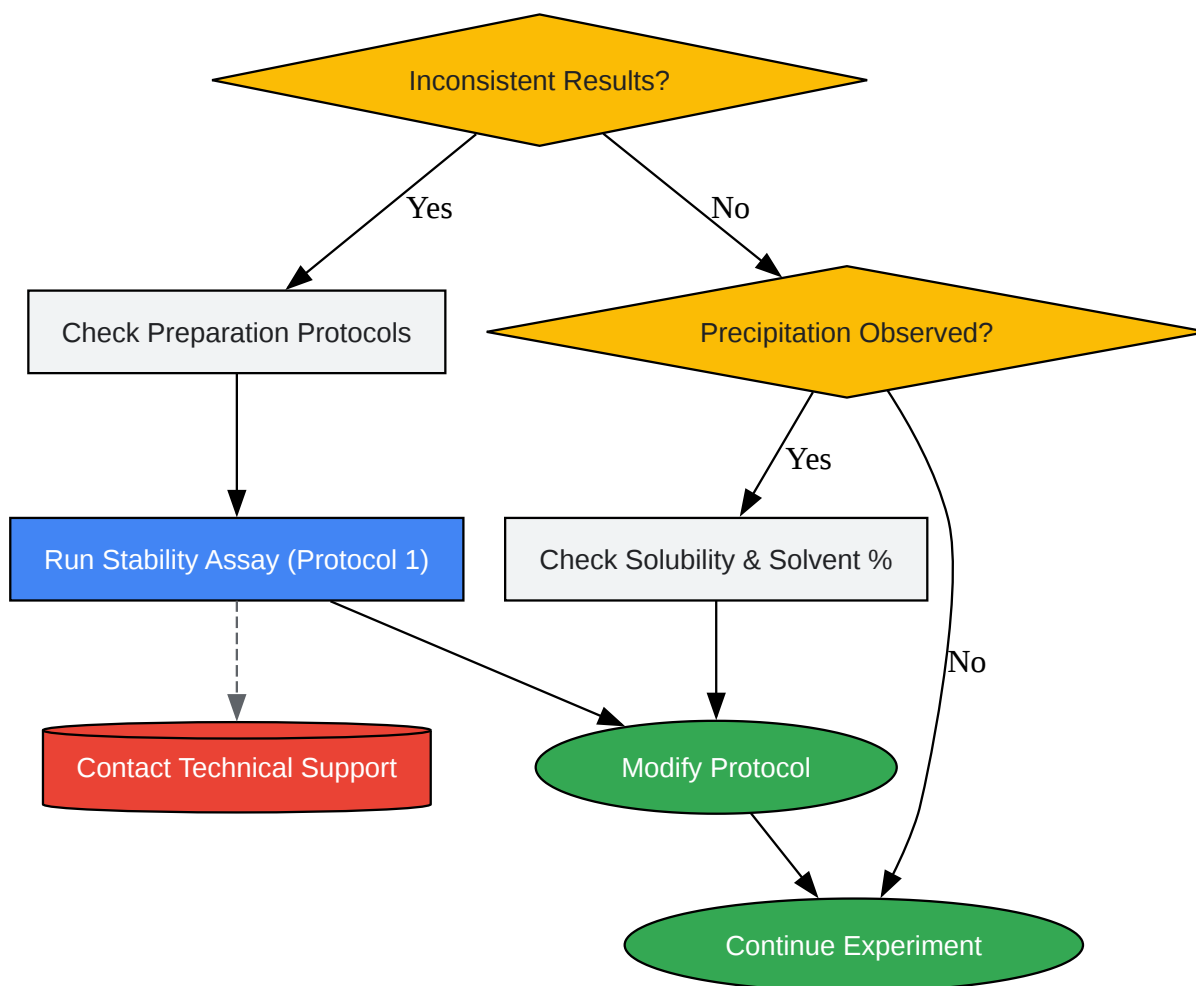 Inconsistent Results?
Yes
No
Check Preparation Protocols
Precipitation Observed?
Yes
Run Stability Assay (Protocol 1)
Check Solubility & Solvent %
No
Contact Technical Support
Modify Protocol
Continue Experiment